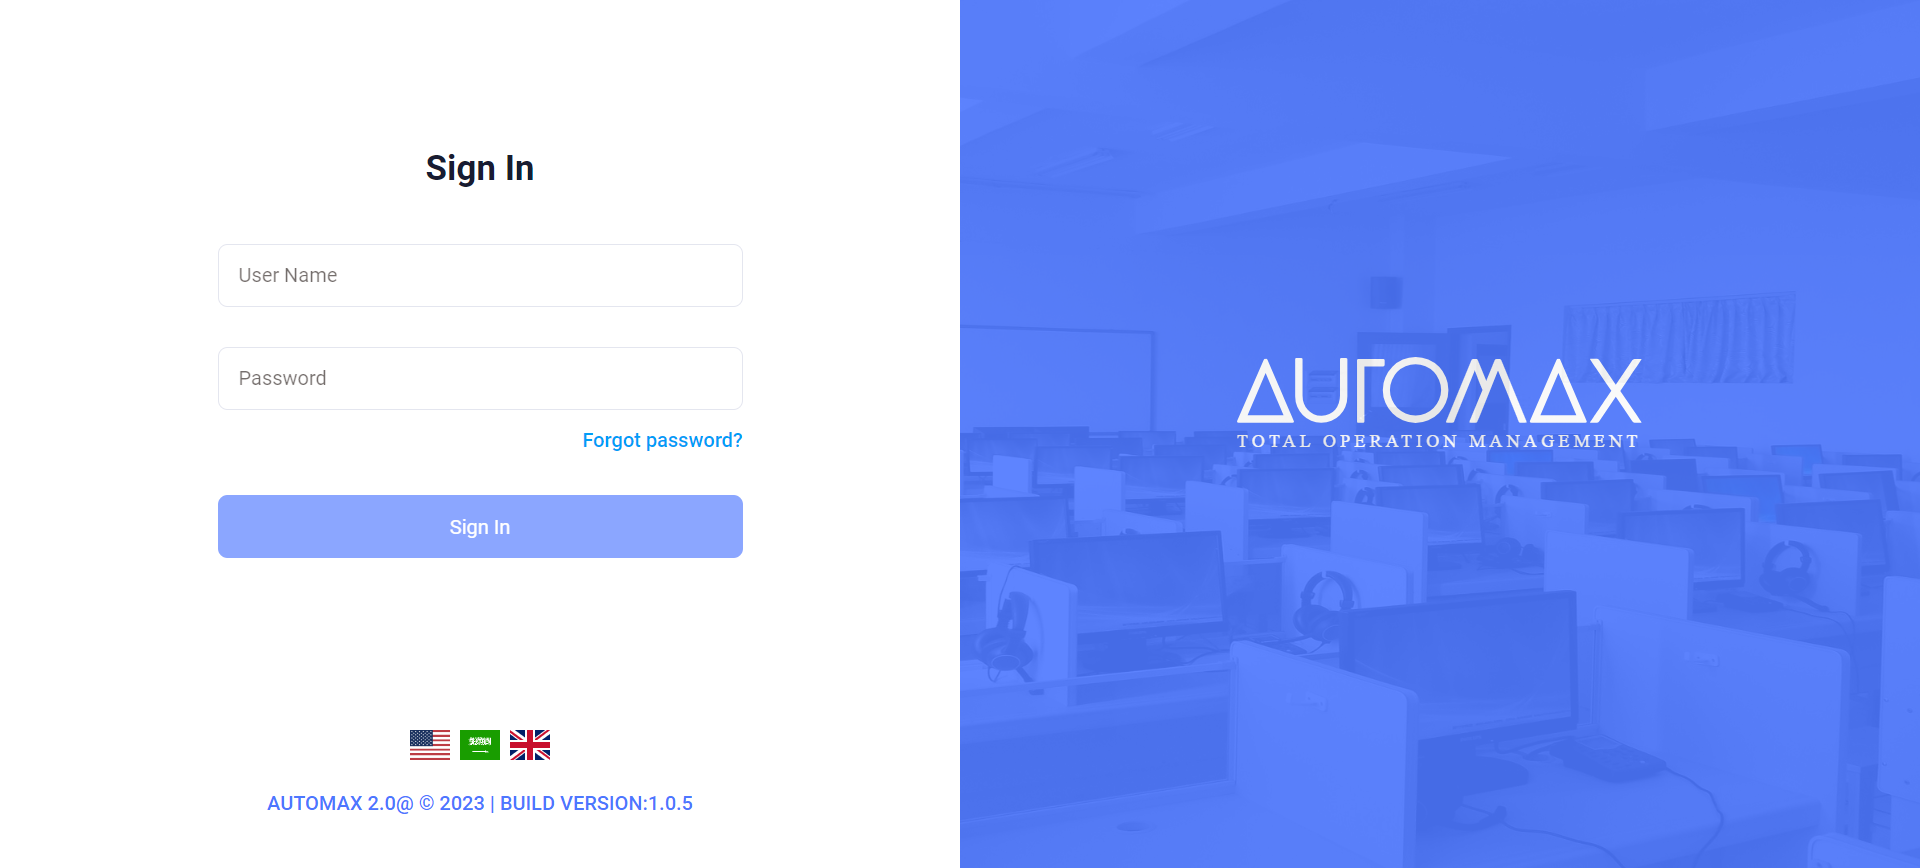 Sign In
User Name
Password
Forgot password?
Sign In
AUTOMAX 2.0@ © 2023 | BUILD VERSION:1.0.5
AUTOMAX
TOTAL OPERATION MANAGEMENT